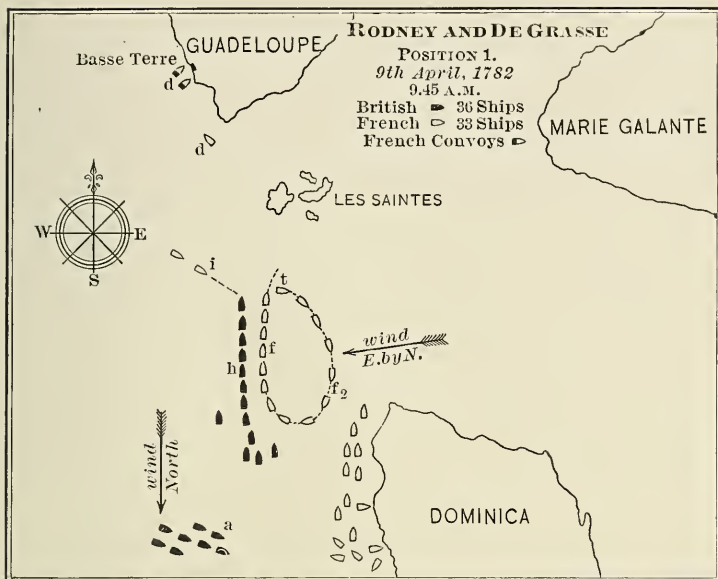 RODNEY AND DE GRASSE
POSITION 1.
9th April, 1782
9.45 A.M.
British 36 Ships
French 33 Ships
French Convoys
GUADELOUPE
Basse Terre
d
d
MARIE GALANTE
LES SAINTES
W
E
S
i
t
h
f
f2
wind
E. by N.
wind
North
a
DOMINICA